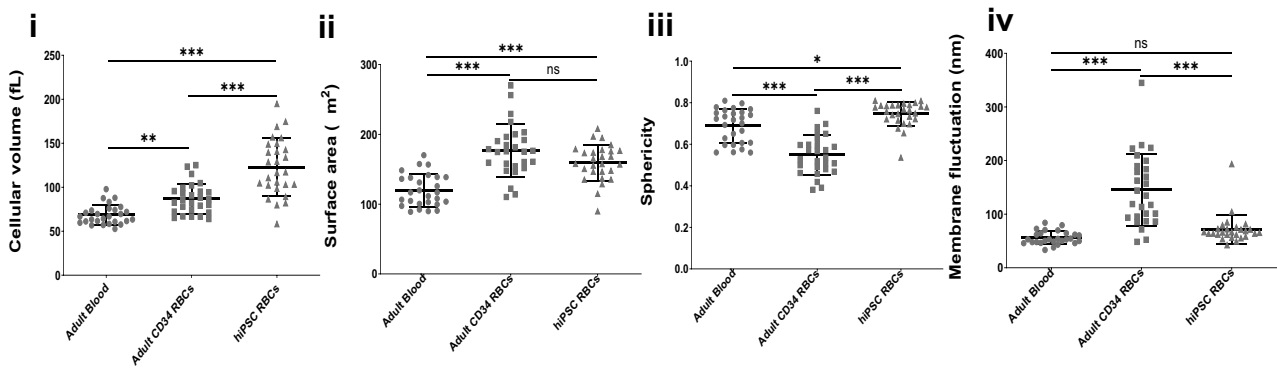 i
Cellular volume (fL)
250
200
150
100
50
0
***
**
***
Adult Blood
Adult CD34 RBCs
hiPSC RBCs
ii
Surface area ( m²)
300
200
100
0
***
***
ns
Adult Blood
Adult CD34 RBCs
hiPSC RBCs
iii
Sphericity
1.0
0.8
0.6
0.4
0.2
0.0
*
***
***
Adult Blood
Adult CD34 RBCs
hiPSC RBCs
iv
Membrane fluctuation (nm)
400
300
200
100
0
ns
***
***
Adult Blood
Adult CD34 RBCs
hiPSC RBCs